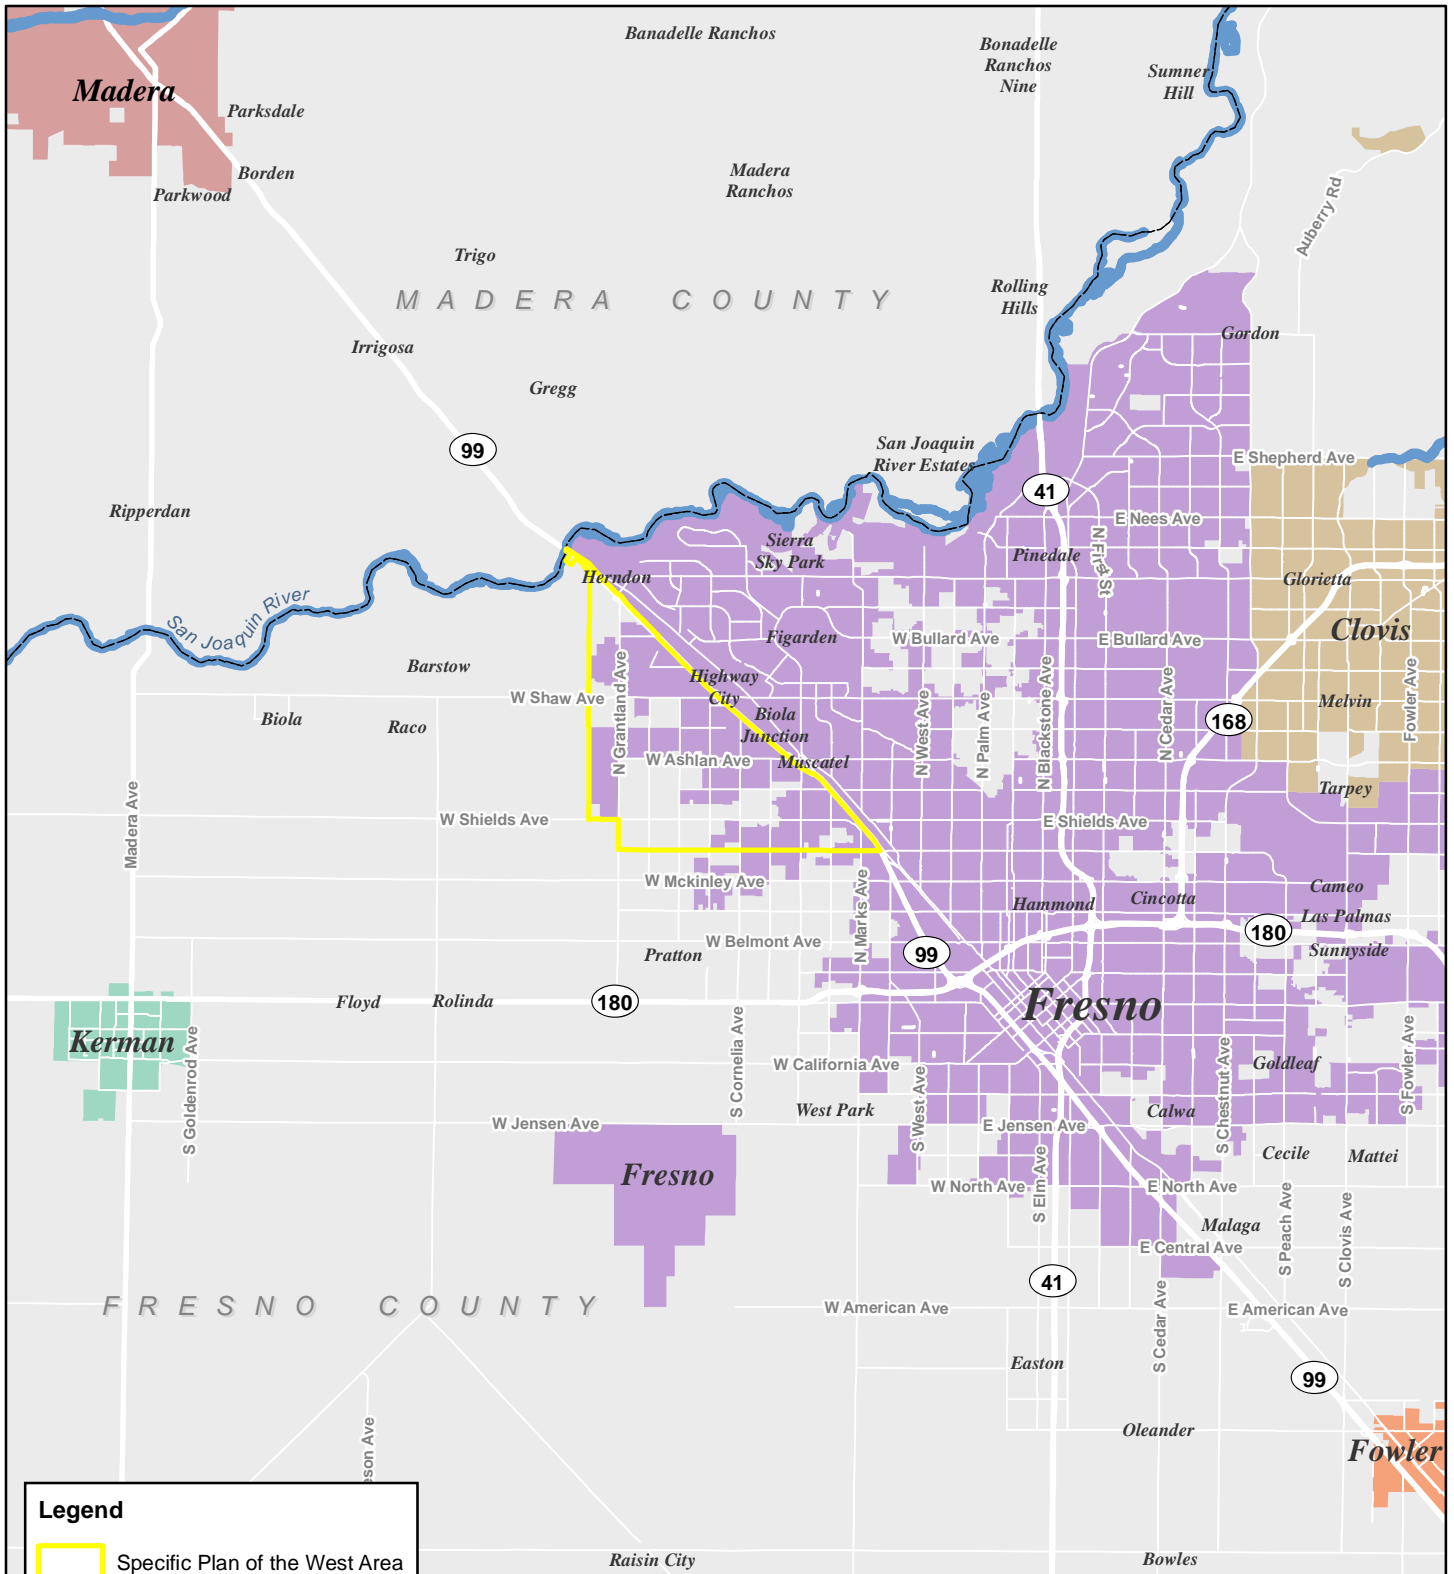 Banadelle Ranchos
Bonadelle
Ranchos
Nine
Sumner
Hill
Madera
Parksdale
Borden
Parkwood
Madera
Ranchos
Auberry Rd
Trigo
MADERA COUNTY
Rolling
Hills
Gordon
Irrigosa
Gregg
99
San Joaquin
River Estates
E Shepherd Ave
41
Ripperdan
E Nees Ave
Sierra
Sky Park
Pinedale
N First St
Herndon
Glorietta
San Joaquin River
Figarden
W Bullard Ave
E Bullard Ave
Clovis
Barstow
Highway
City
N Grantland Ave
W Shaw Ave
Biola
Raco
Biola
Junction
N West Ave
N Palm Ave
N Blackstone Ave
N Cedar Ave
168
Melvin
Fowler Ave
W Ashlan Ave
Muscatel
Tarpey
Madera Ave
W Shields Ave
E Shields Ave
W Mckinley Ave
N Marks Ave
Hammond
Cincotta
Cameo
Las Palmas
180
Sunnyside
W Belmont Ave
Pratton
99
Floyd
Rolinda
180
Fresno
Kerman
S Goldenrod Ave
S Cornelia Ave
W California Ave
S West Ave
Goldleaf
S Chestnut Ave
S Fowler Ave
West Park
Calwa
W Jensen Ave
E Jensen Ave
Cecile
Mattei
Fresno
W North Ave
S Elm Ave
E North Ave
Malaga
S Peach Ave
S Clovis Ave
E Central Ave
41
FRESNO COUNTY
W American Ave
S Cedar Ave
E American Ave
Easton
99
Oleander
Fowler
eson Ave
Legend
Specific Plan of the West Area
Raisin City
Bowles